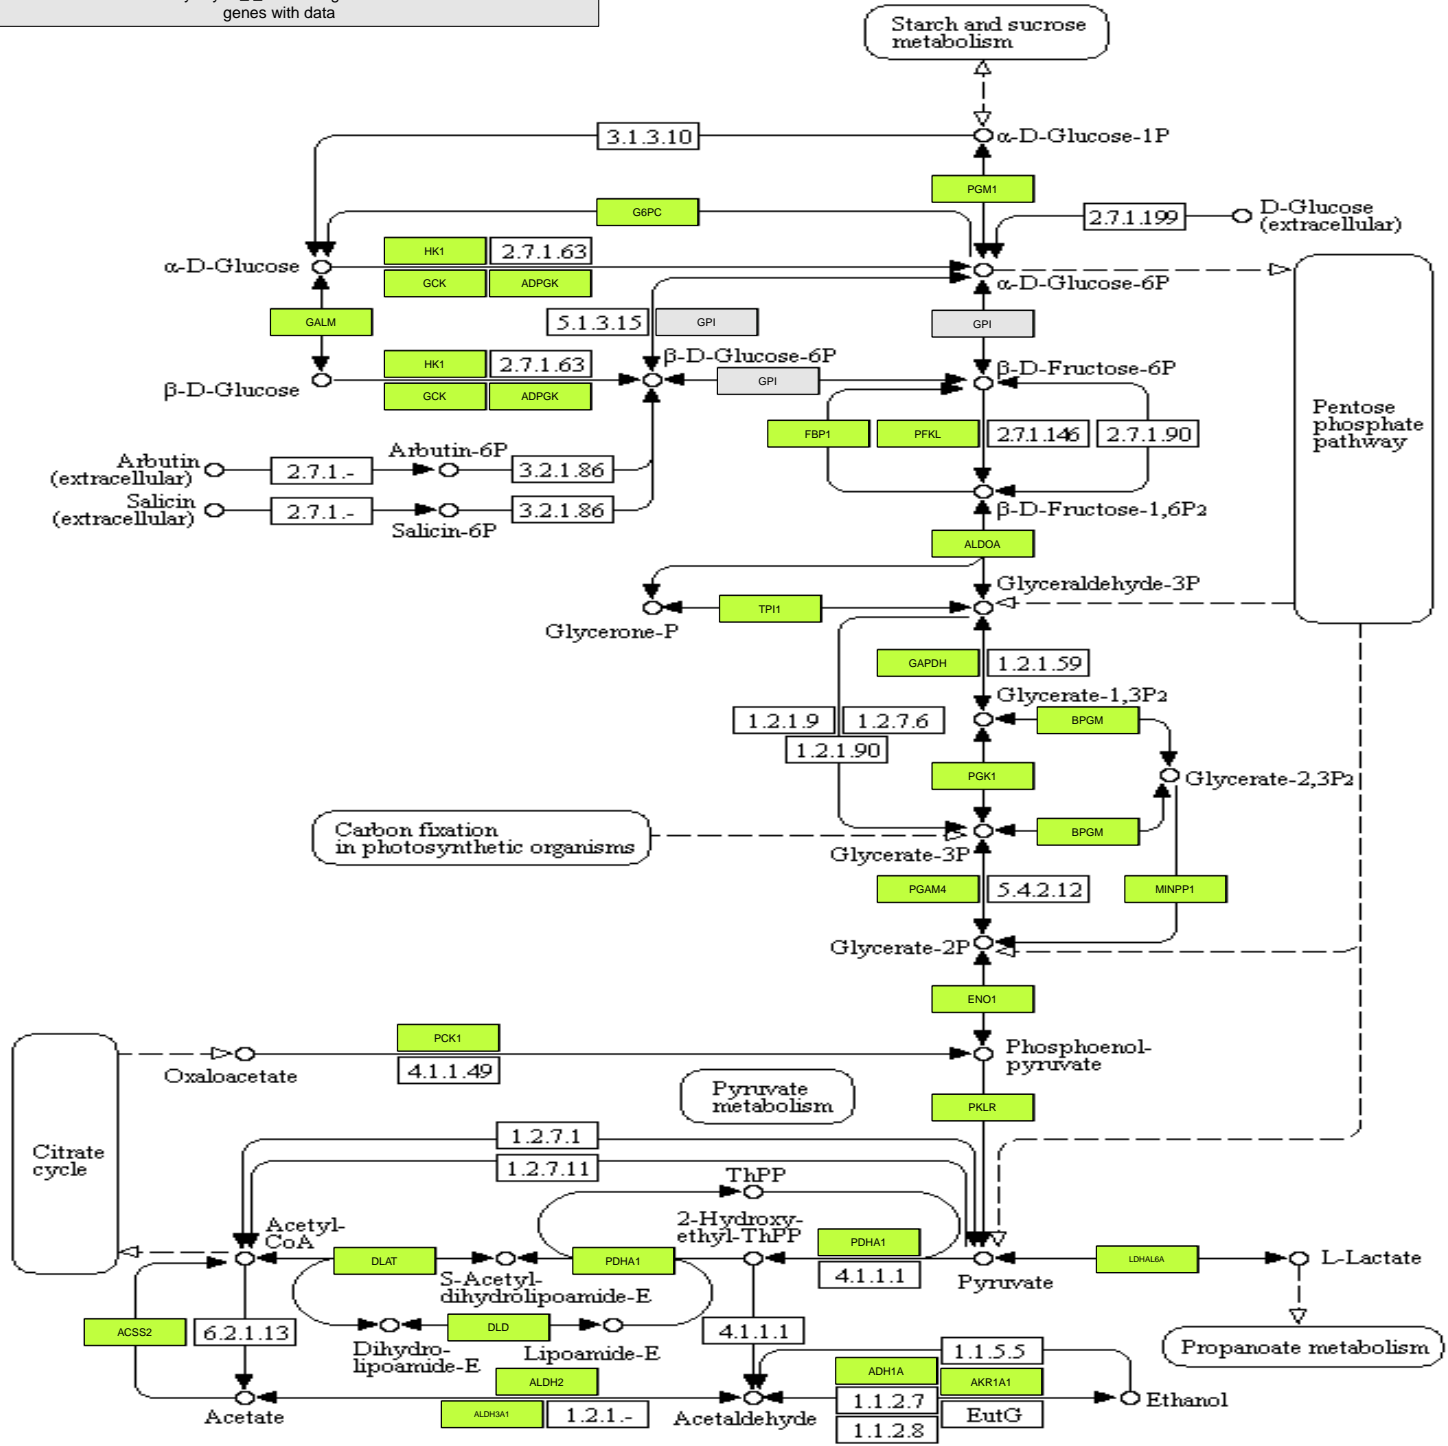 genes with data
Starch and sucrose
metabolism
3.1.3.10
α-D-Glucose-1P
PGM1
G6PC
2.7.1.199
D-Glucose
(extracellular)
HK1
2.7.1.63
α-D-Glucose
GCK
ADPGK
α-D-Glucose-6P
GALM
5.1.3.15
GPI
GPI
HK1
2.7.1.63
β-D-Glucose-6P
β-D-Glucose
GCK
ADPGK
GPI
β-D-Fructose-6P
Pentose
phosphate
pathway
FBP1
PFKL
2.7.1.146
2.7.1.90
Arbutin
(extracellular)
2.7.1.-
Arbutin-6P
3.2.1.86
Salicin
(extracellular)
2.7.1.-
Salicin-6P
3.2.1.86
β-D-Fructose-1,6P2
ALDOA
Glyceraldehyde-3P
TPI1
Glycerone-P
GAPDH
1.2.1.59
Glycerate-1,3P2
1.2.1.9
1.2.7.6
BPGM
1.2.1.90
PGK1
Glycerate-2,3P2
Carbon fixation
in photosynthetic organisms
BPGM
Glycerate-3P
PGAM4
5.4.2.12
MINPP1
Glycerate-2P
ENO1
PCK1
Oxaloacetate
4.1.1.49
Phosphoenol-
pyruvate
Pyruvate
metabolism
PKLR
Citrate
cycle
1.2.7.1
1.2.7.11
ThPP
Acetyl-
CoA
2-Hydroxy-
ethyl-ThPP
PDHA1
DLAT
S-Acetyl-
dihydrolipoamide-E
PDHA1
4.1.1.1
Pyruvate
LDHAL6A
L-Lactate
ACSS2
6.2.1.13
DLD
4.1.1.1
Dihydro-
lipoamide-E
Lipoamide-E
1.1.5.5
Propanoate metabolism
ALDH2
ADH1A
AKR1A1
Acetate
ALDH3A1
1.2.1.-
Acetaldehyde
1.1.2.7
EutG
Ethanol
1.1.2.8